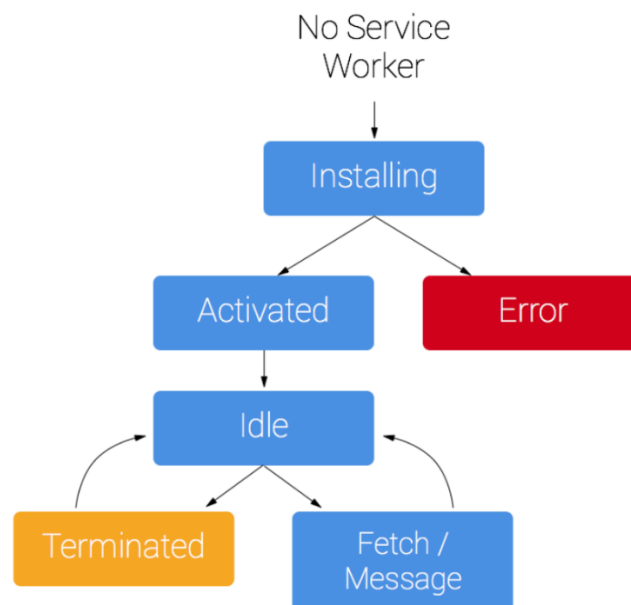 No Service
Worker
Installing
Activated
Error
Idle
Terminated
Fetch /
Message